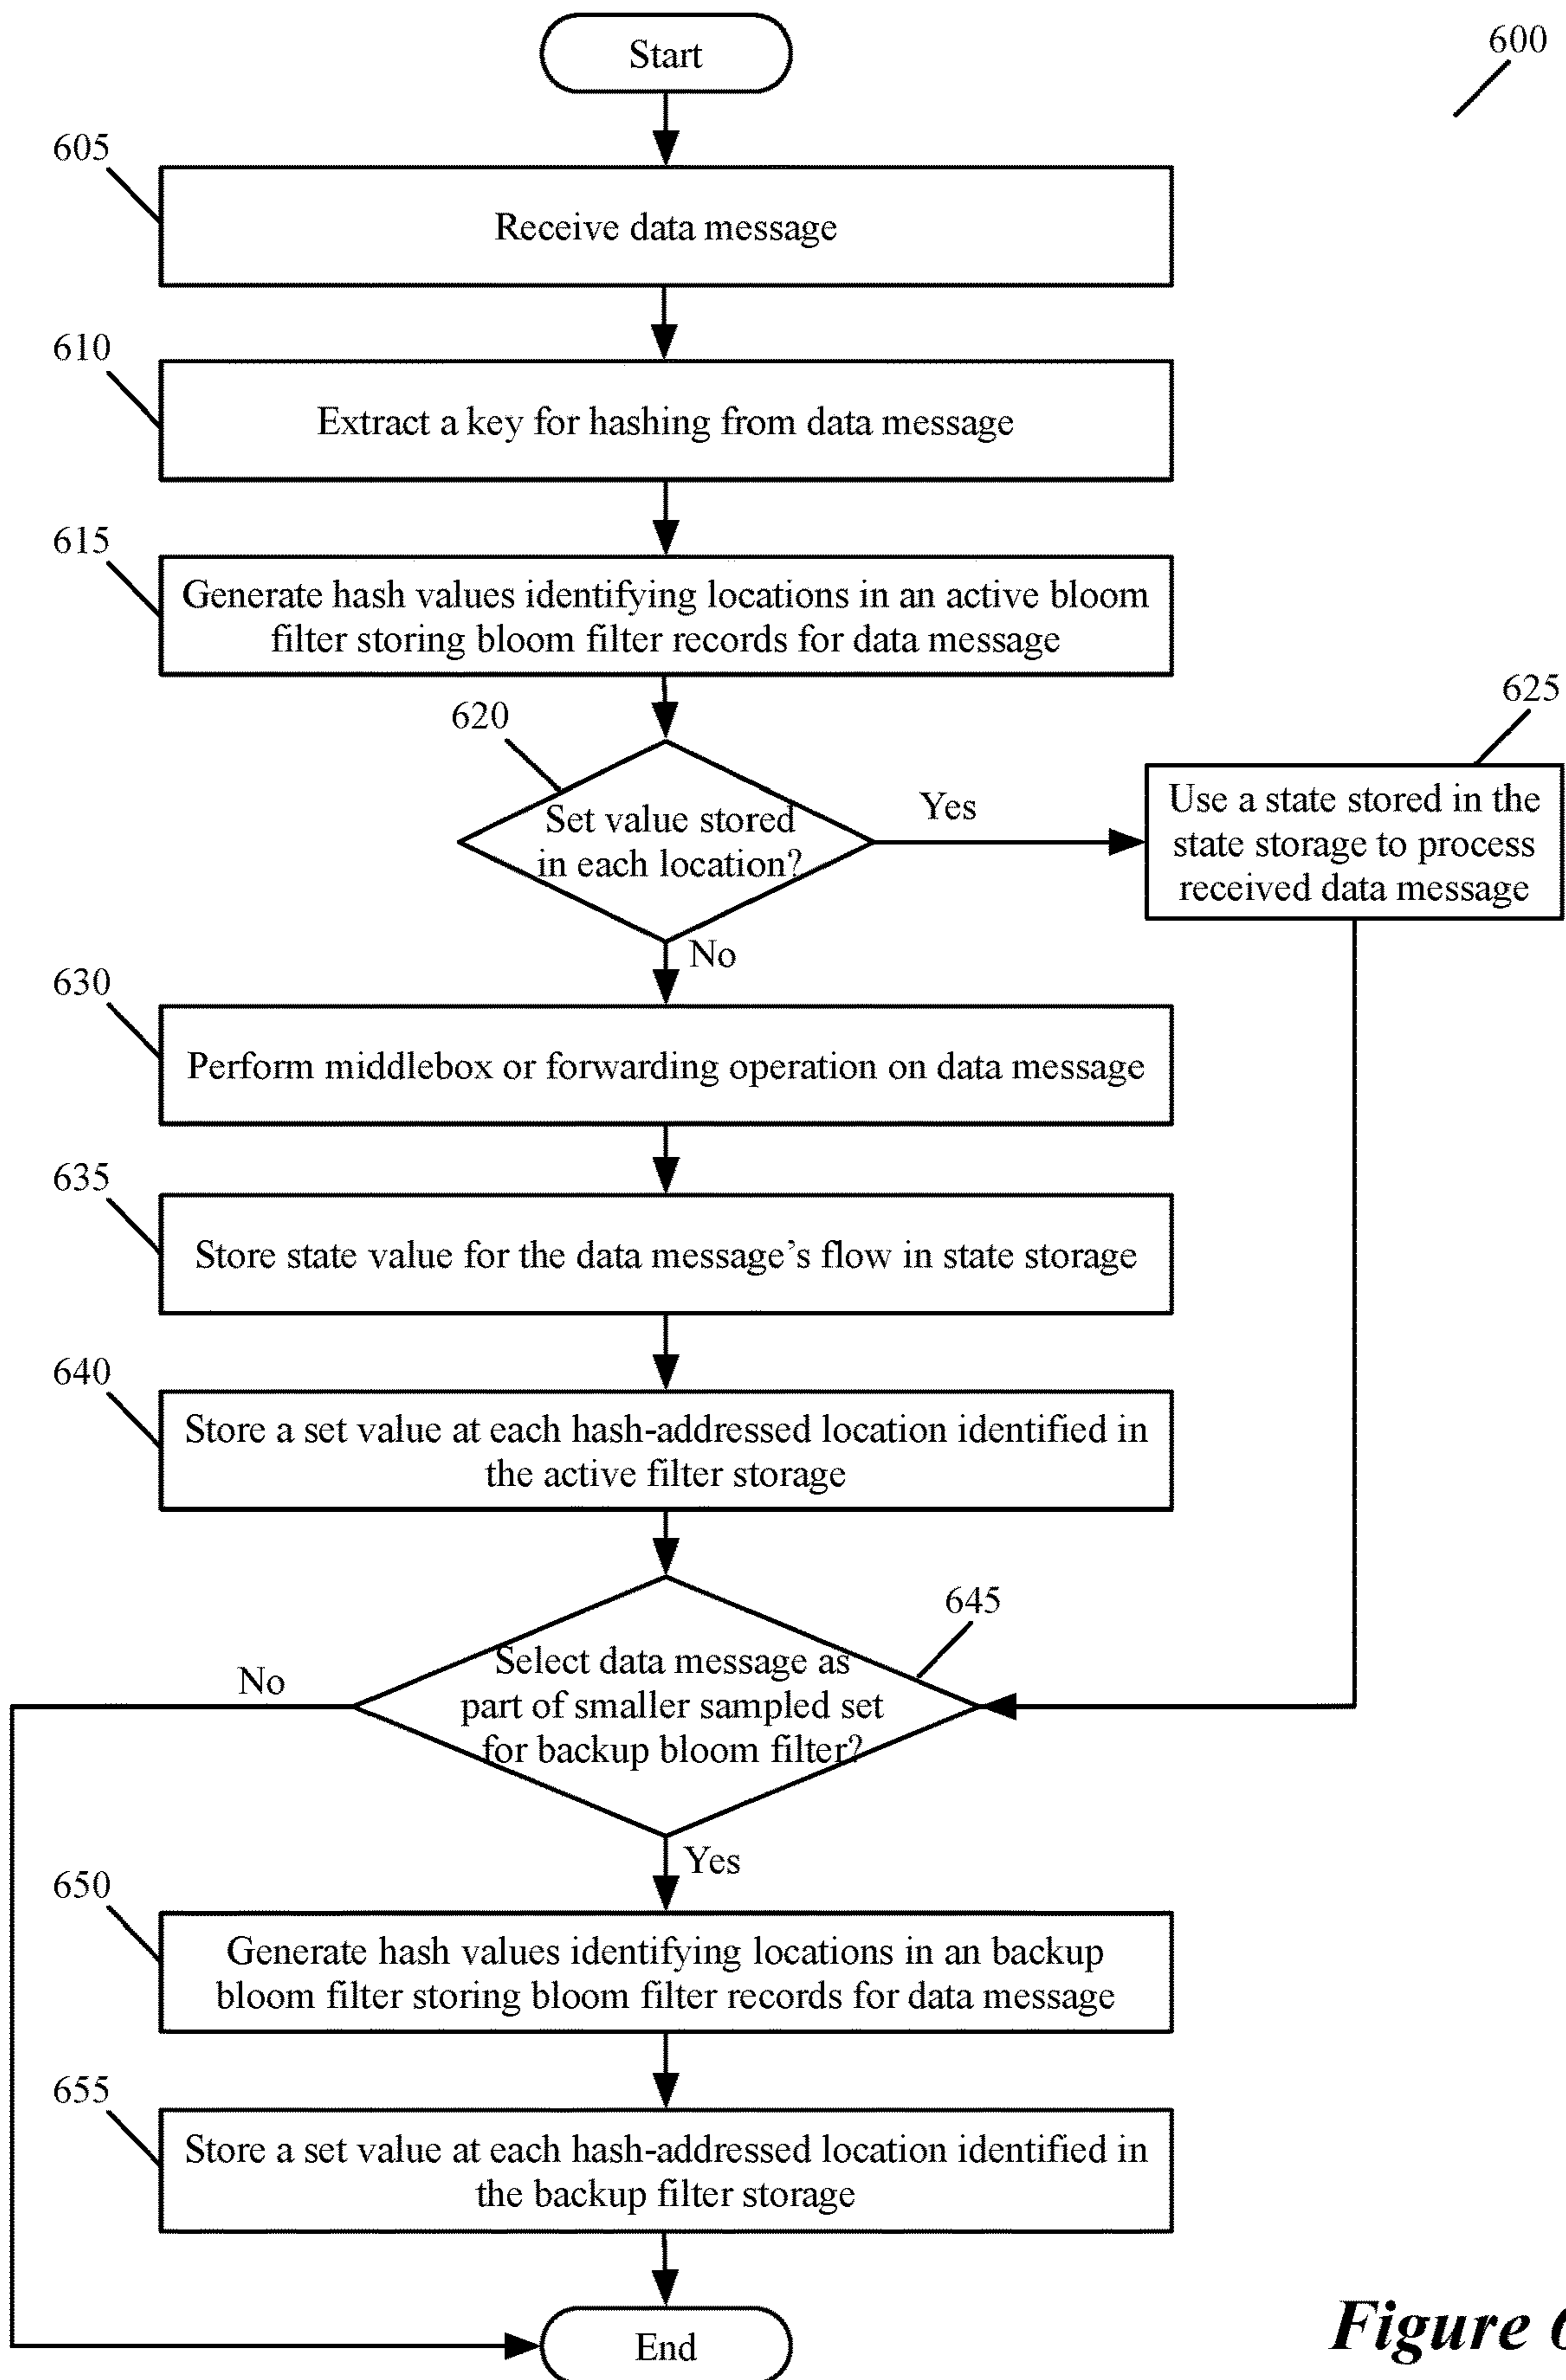 Start
600
605
Receive data message
610
Extract a key for hashing from data message
615
Generate hash values identifying locations in an active bloom
filter storing bloom filter records for data message
620
Set value stored
in each location?
Yes
625
Use a state stored in the
state storage to process
received data message
No
630
Perform middlebox or forwarding operation on data message
635
Store state value for the data message's flow in state storage
640
Store a set value at each hash-addressed location identified in
the active filter storage
645
Select data message as
part of smaller sampled set
for backup bloom filter?
No
Yes
650
Generate hash values identifying locations in an backup
bloom filter storing bloom filter records for data message
655
Store a set value at each hash-addressed location identified in
the backup filter storage
End
Figure 6